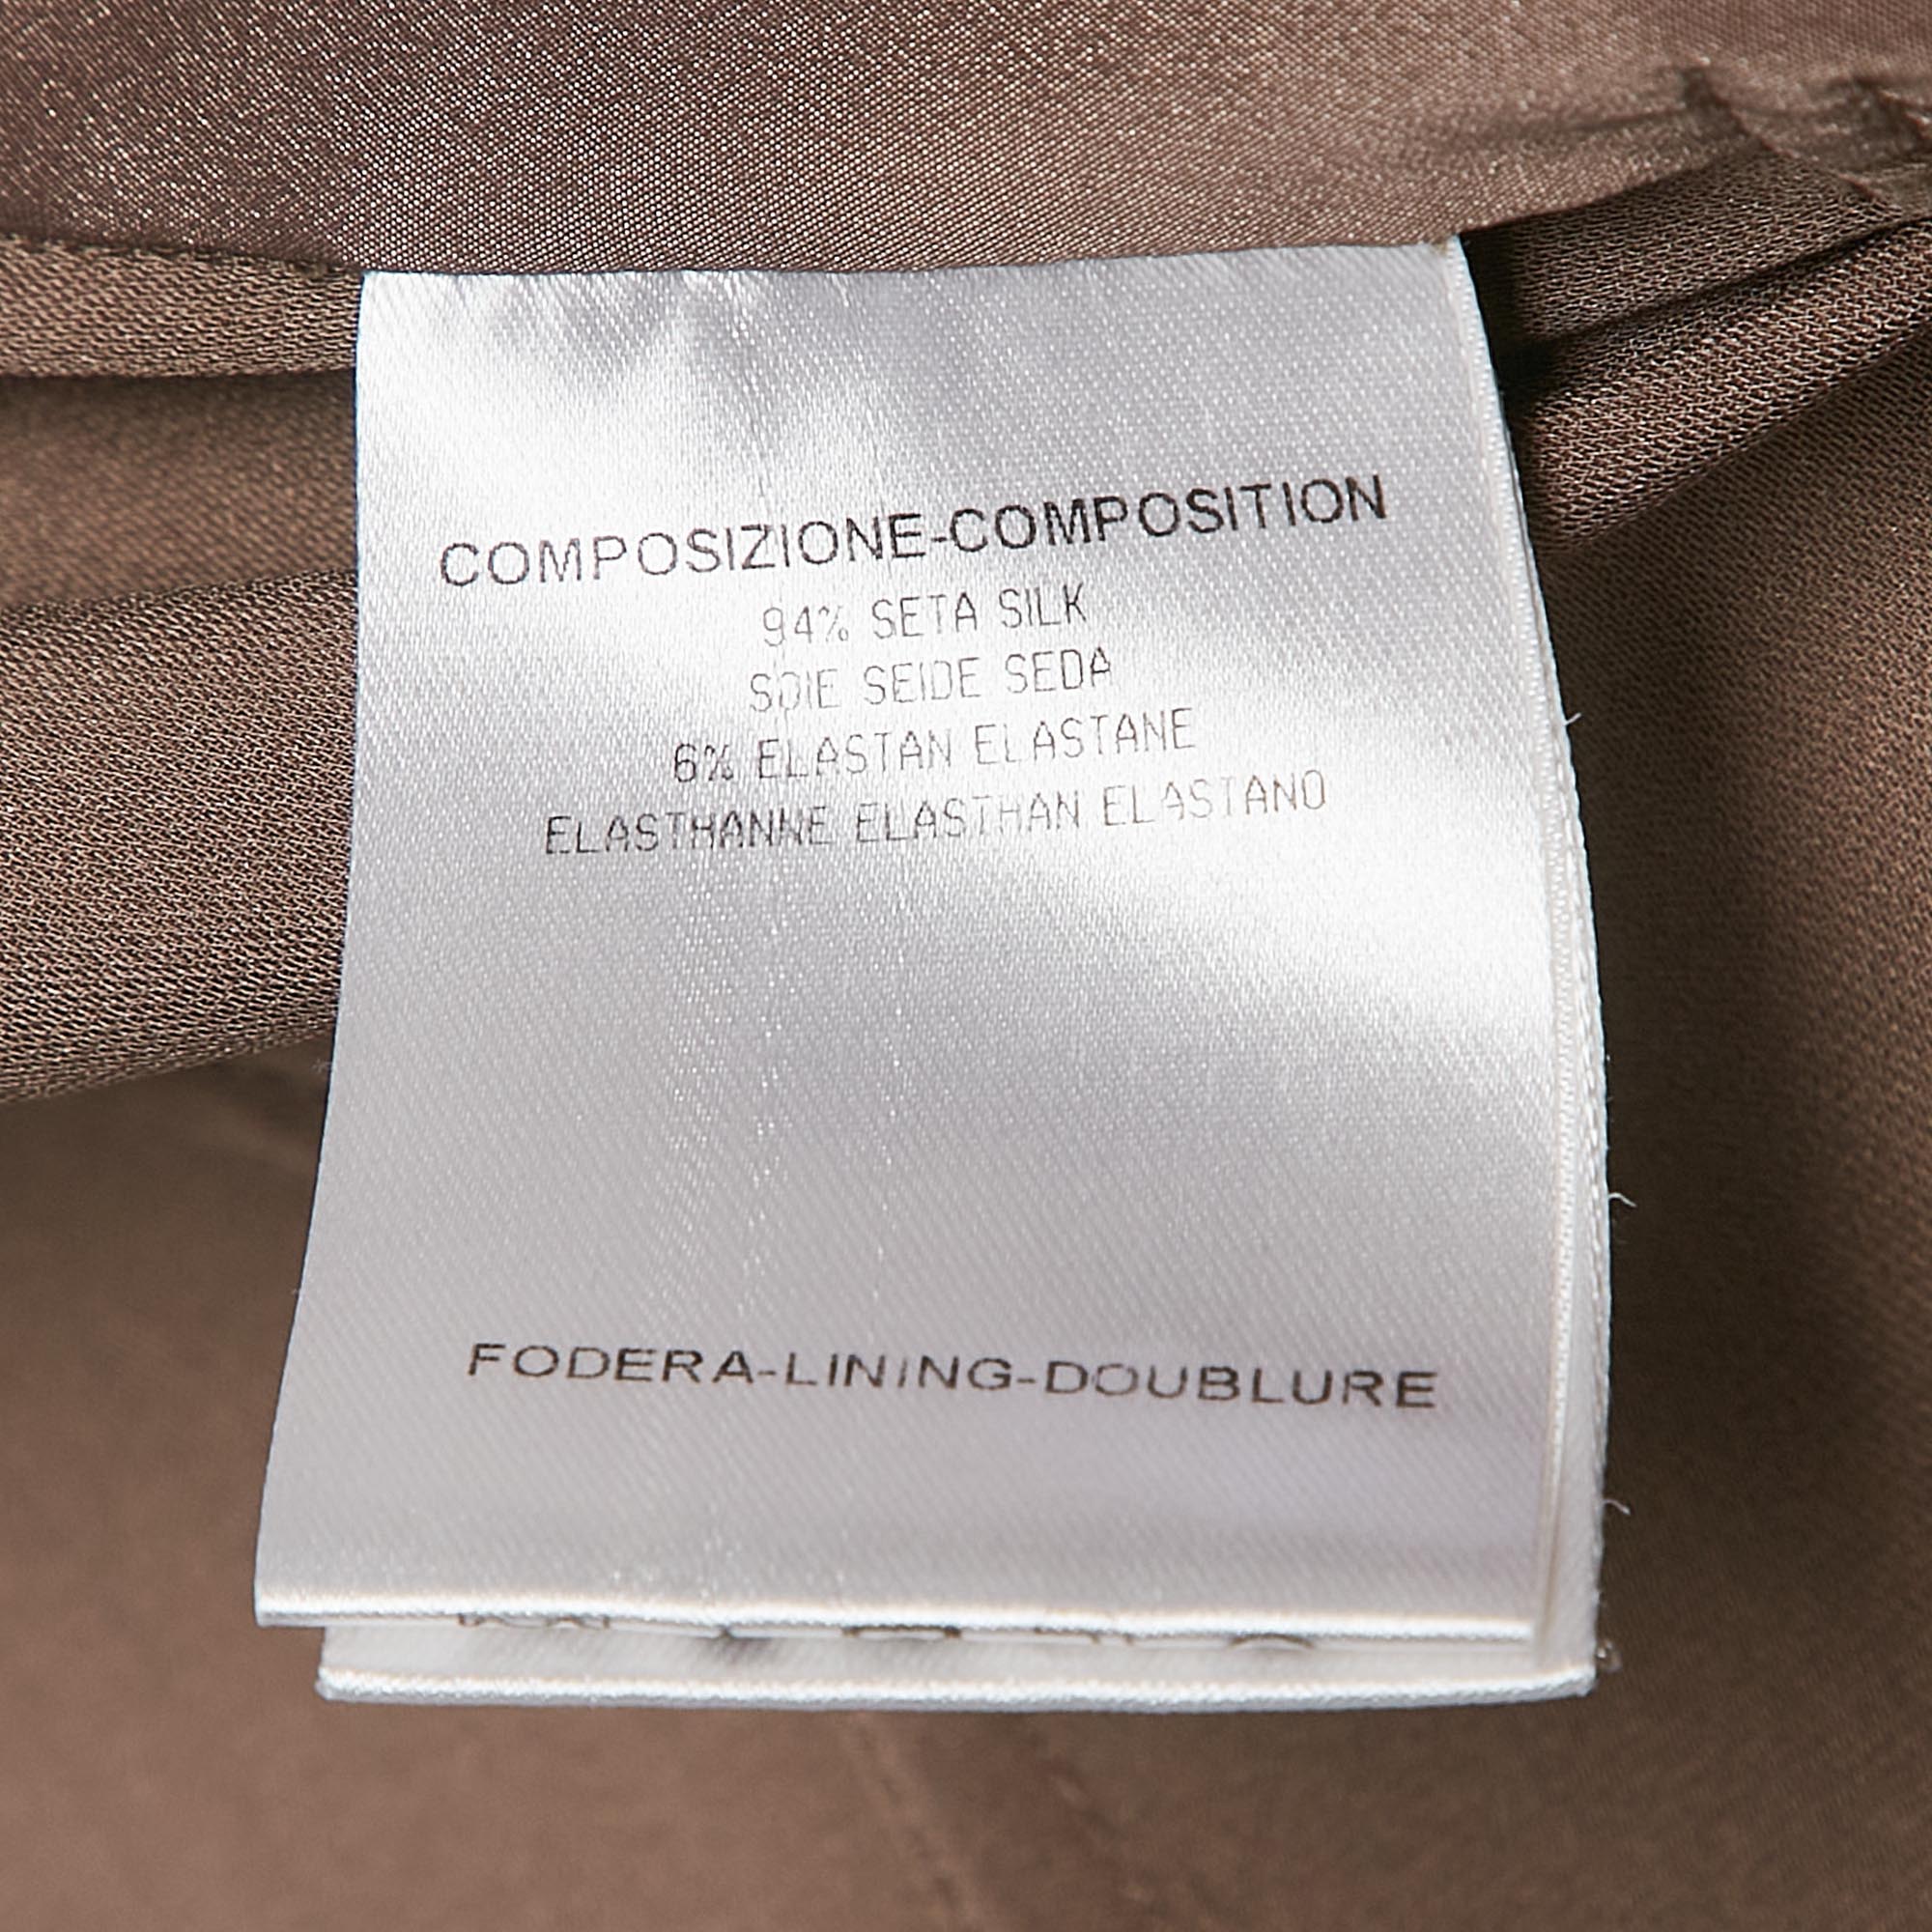 COMPOSIZIONE-COMPOSITION
94% SETA SILK
SOIE SEIDE SEDA
6% ELASTAN ELASTANE
ELASTHANNE ELASTHAN ELASTANO
FODERA-LINING-DOUBLURE